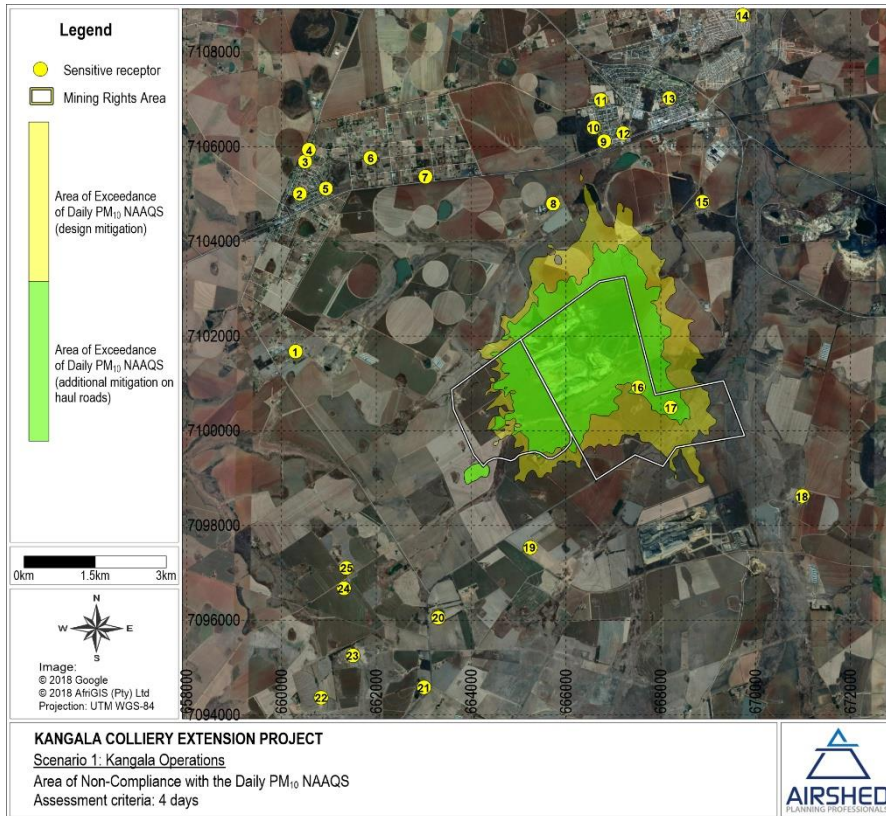 Legend
Sensitive receptor
Mining Rights Area
Area of Exceedance
of Daily PM₁₀ NAAQS
(design mitigation)
Area of Exceedance
of Daily PM₁₀ NAAQS
(additional mitigation on
haul roads)
0km 1.5km 3km
N
W E
S
Image:
© 2018 Google
© 2018 AfriGIS (Pty) Ltd
Projection: UTM WGS-84
7108000
7106000
7104000
7102000
7100000
7098000
7096000
7094000
658000
660000
662000
664000
666000
668000
670000
672000
14
11
13
10
12
9
4
3
6
7
2
5
8
15
1
16
17
18
19
25
24
20
23
21
22
KANGALA COLLIERY EXTENSION PROJECT
Scenario 1: Kangala Operations
Area of Non-Compliance with the Daily PM₁₀ NAAQS
Assessment criteria: 4 days
AIRSHED
PLANNING PROFESSIONALS